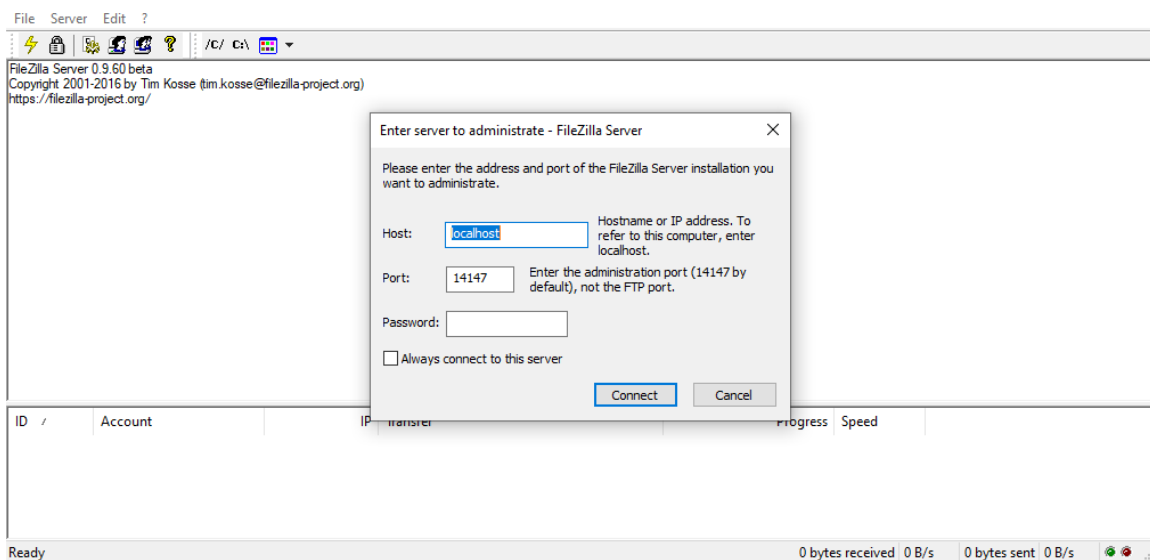 File Server Edit ?
/C/ C:\
FileZilla Server 0.9.60 beta
Copyright 2001-2016 by Tim Kosse (tim.kosse@filezilla-project.org)
https://filezilla-project.org/
Enter server to administrate - FileZilla Server
Please enter the address and port of the FileZilla Server installation you
want to administrate.
Host:
localhost
Hostname or IP address. To
refer to this computer, enter
localhost.
Port:
14147
Enter the administration port (14147 by
default), not the FTP port.
Password:
Always connect to this server
Connect Cancel
ID / Account IP Transfer Progress Speed
Ready 0 bytes received 0 B/s 0 bytes sent 0 B/s